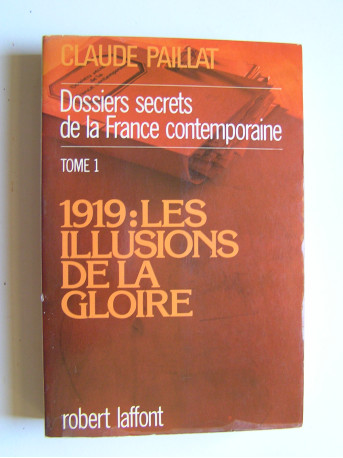 CLAUDE PAILLAT
Dossiers secrets
de la France contemporaine
TOME 1
1919: LES
ILLUSIONS
DE LA
GLOIRE
robert laffont